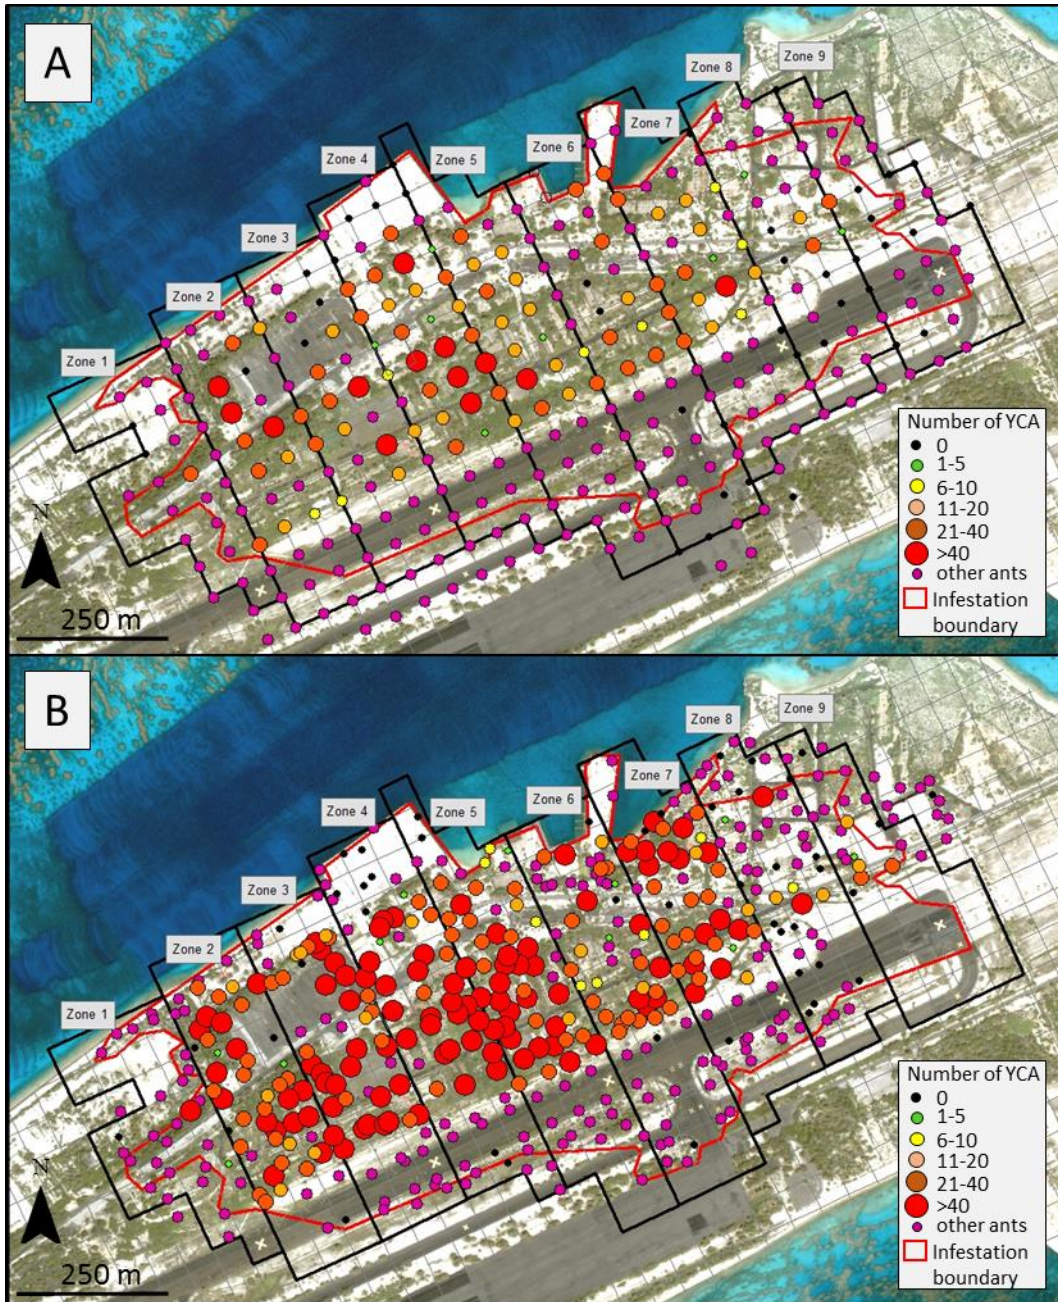 A
Zone 1
Zone 2
Zone 3
Zone 4
Zone 5
Zone 6
Zone 7
Zone 8
Zone 9
N
250 m
Number of YCA
0
1-5
6-10
11-20
21-40
>40
other ants
Infestation
boundary
B
Zone 1
Zone 2
Zone 3
Zone 4
Zone 5
Zone 6
Zone 7
Zone 8
Zone 9
N
250 m
Number of YCA
0
1-5
6-10
11-20
21-40
>40
other ants
Infestation
boundary